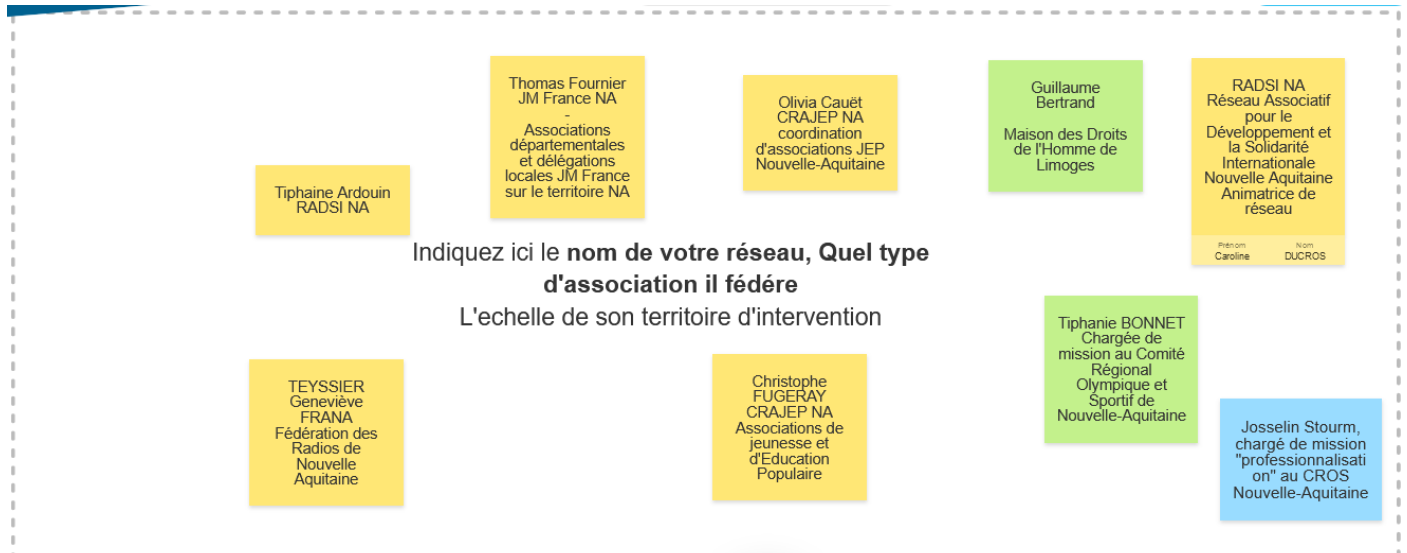 Thomas Fournier
JM France NA
-
Associations
départementales
et délégations
locales JM France
sur le territoire NA
Olivia Cauët
CRAJEP NA
coordination
d'associations JEP
Nouvelle-Aquitaine
Guillaume
Bertrand
Maison des Droits
de l'Homme de
Limoges
RADSI NA
Réseau Associatif
pour le
Développement et
la Solidarité
Internationale
Nouvelle Aquitaine
Animatrice de
réseau
Prénom Nom
Caroline DUCROS
Tiphaine Ardouin
RADSI NA
Indiquez ici le nom de votre réseau, Quel type
d'association il fédére
L'echelle de son territoire d'intervention
Tiphanie BONNET
Chargée de
mission au Comité
Régional
Olympique et
Sportif de
Nouvelle-Aquitaine
TEYSSIER
Geneviève
FRANA
Fédération des
Radios de
Nouvelle
Aquitaine
Christophe
FUGERAY
CRAJEP NA
Associations de
jeunesse et
d'Education
Populaire
Josselin Stourm,
chargé de mission
"professionnalisati
on" au CROS
Nouvelle-Aquitaine